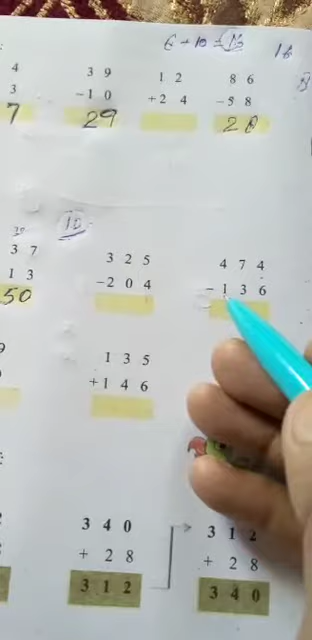 6 + 10 = 16 16
4 3 9 1 2 8 6
3 - 1 0 + 2 4 - 5 8
7 29 28
30 10
3 7 3 2 5 4 7 4
1 3 - 2 0 4 - 1 3 6
50
1 3 5
+ 1 4 6
3 4 0 3 1 2
+ 2 8 + 2 8
3 1 2 3 4 0